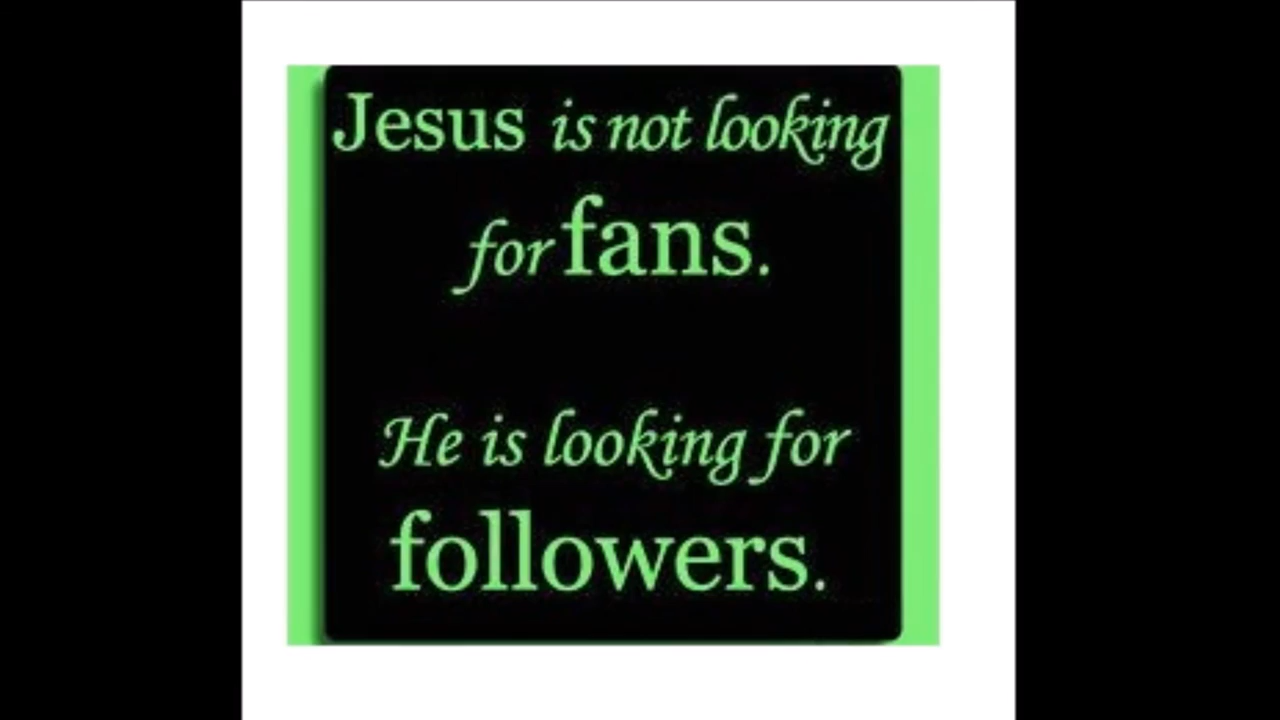 Jesus is not looking
for fans.
He is looking for
followers.